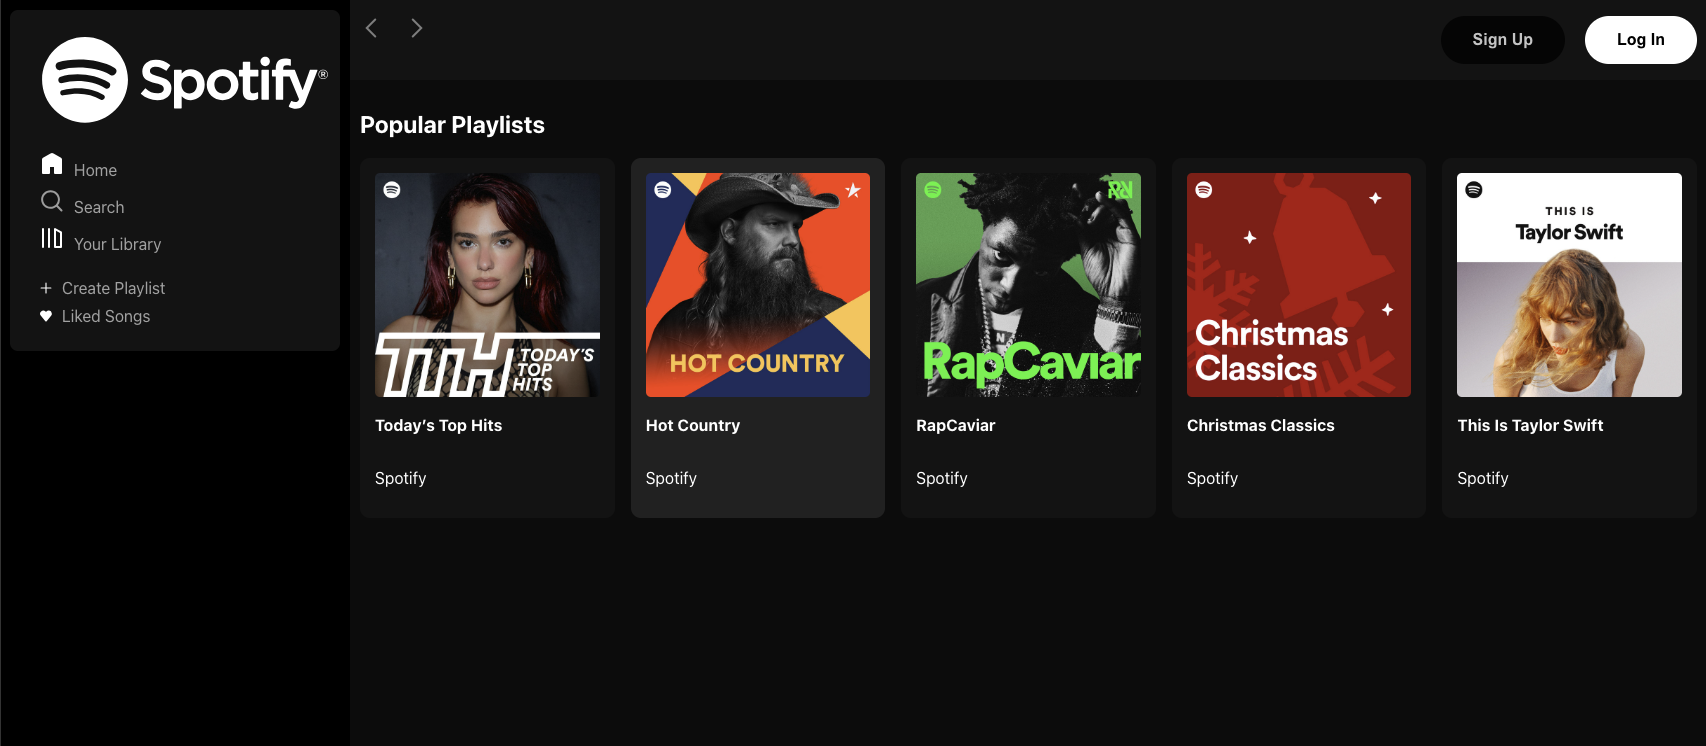 Spotify®
Home
Search
Your Library
Create Playlist
Liked Songs
Sign Up
Log In
Popular Playlists
TTH TODAY'S
TOP
HITS
Today's Top Hits
Spotify
HOT COUNTRY
Hot Country
Spotify
RapCaviar
RapCaviar
Spotify
Christmas
Classics
Christmas Classics
Spotify
THIS IS
Taylor Swift
This Is Taylor Swift
Spotify